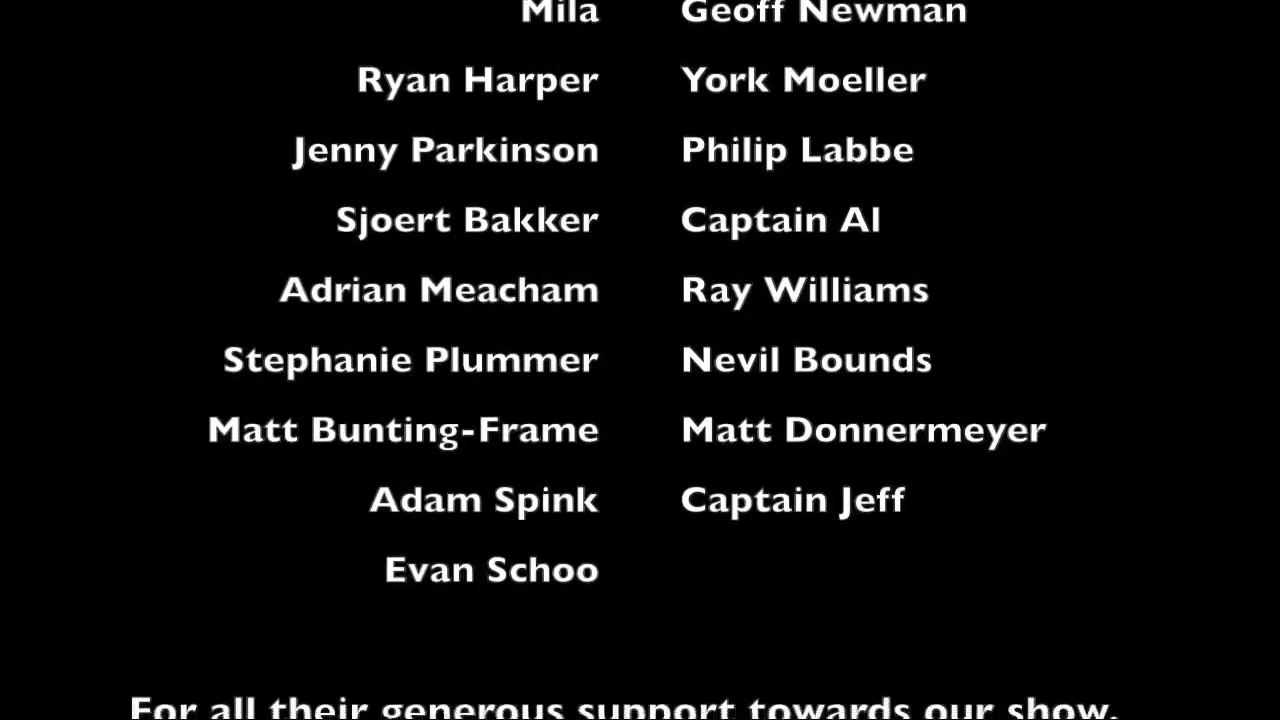 Mila Geoff Newman
Ryan Harper York Moeller
Jenny Parkinson Philip Labbe
Sjoert Bakker Captain Al
Adrian Meacham Ray Williams
Stephanie Plummer Nevil Bounds
Matt Bunting-Frame Matt Donnermeyer
Adam Spink Captain Jeff
Evan Schoo
For all their generous support towards our show.